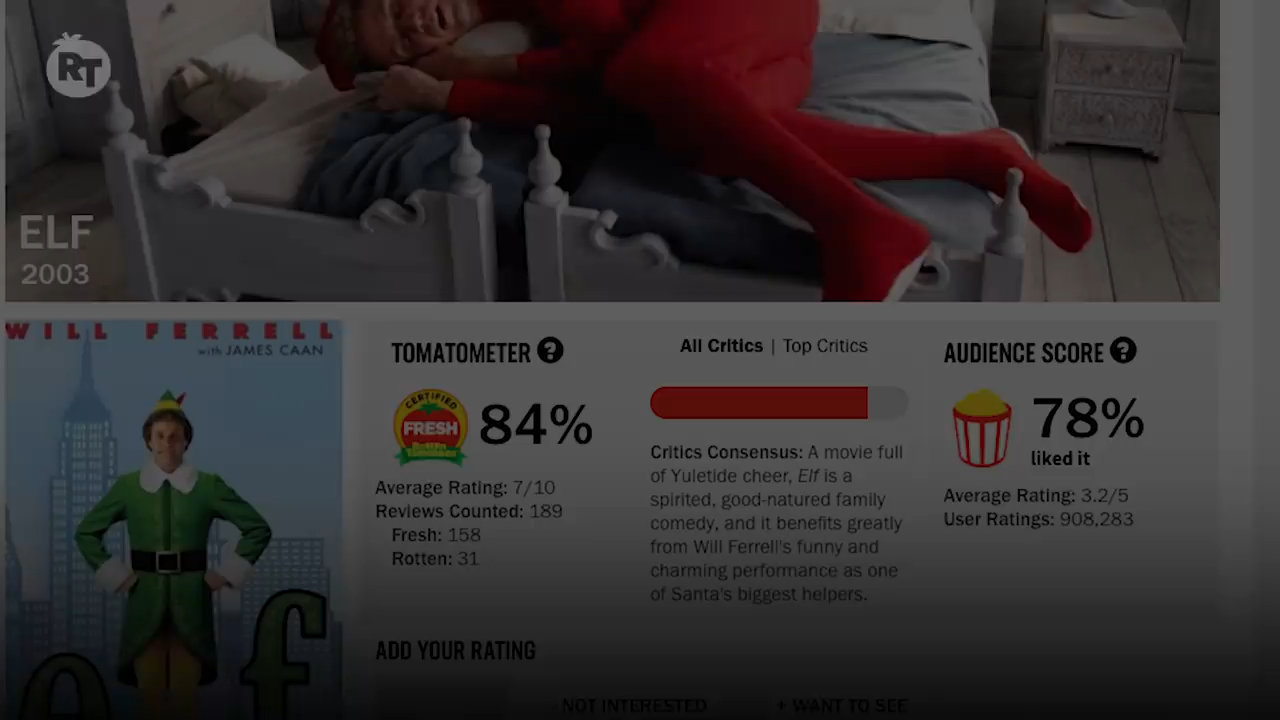 RT
ELF
2003
WILL FERRELL
with JAMES CAAN
elf
TOMATOMETER ?
CERTIFIED
FRESH
84%
Average Rating: 7/10
Reviews Counted: 189
Fresh: 158
Rotten: 31
All Critics | Top Critics
Critics Consensus: A movie full
of Yuletide cheer, Elf is a
spirited, good-natured family
comedy, and it benefits greatly
from Will Ferrell's funny and
charming performance as one
of Santa's biggest helpers.
AUDIENCE SCORE ?
78%
liked it
Average Rating: 3.2/5
User Ratings: 908,283
ADD YOUR RATING
NOT INTERESTED
+ WANT TO SEE